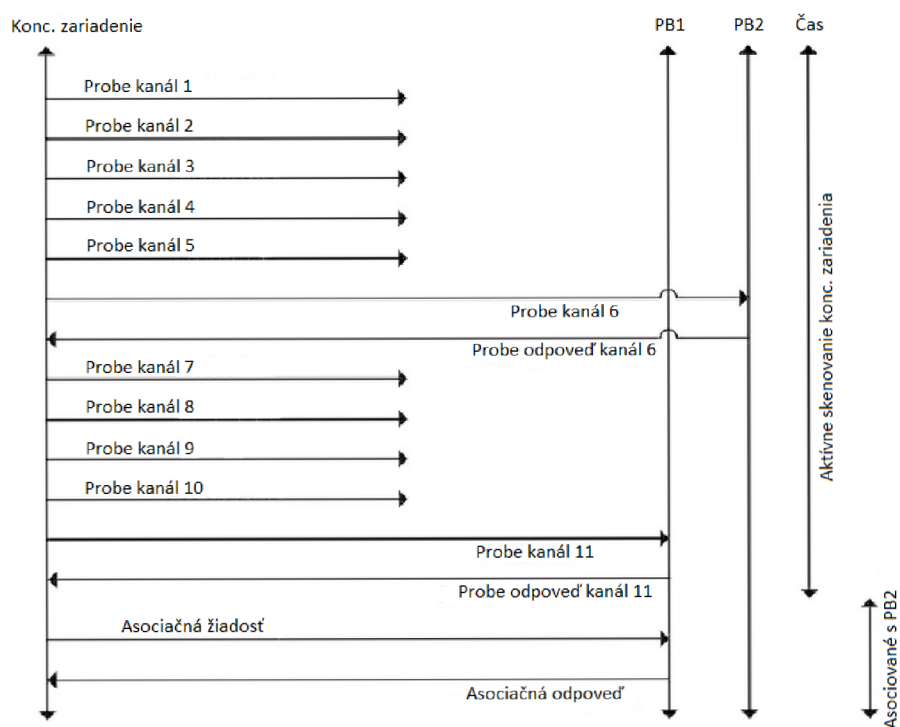 Konc. zariadenie
PB1
PB2
Čas
Probe kanál 1
Probe kanál 2
Probe kanál 3
Probe kanál 4
Probe kanál 5
Probe kanál 6
Probe odpoveď kanál 6
Probe kanál 7
Probe kanál 8
Probe kanál 9
Probe kanál 10
Probe kanál 11
Probe odpoveď kanál 11
Asociačná žiadosť
Asociačná odpoveď
Aktívne skenovanie konc. zariadenia
Asociované s PB2